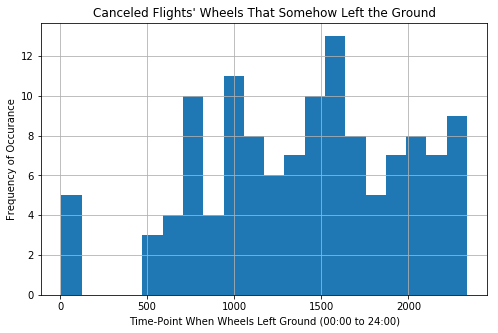 Canceled Flights' Wheels That Somehow Left the Ground
Frequency of Occurance
12
10
8
6
4
2
0
0 500 1000 1500 2000
Time-Point When Wheels Left Ground (00:00 to 24:00)